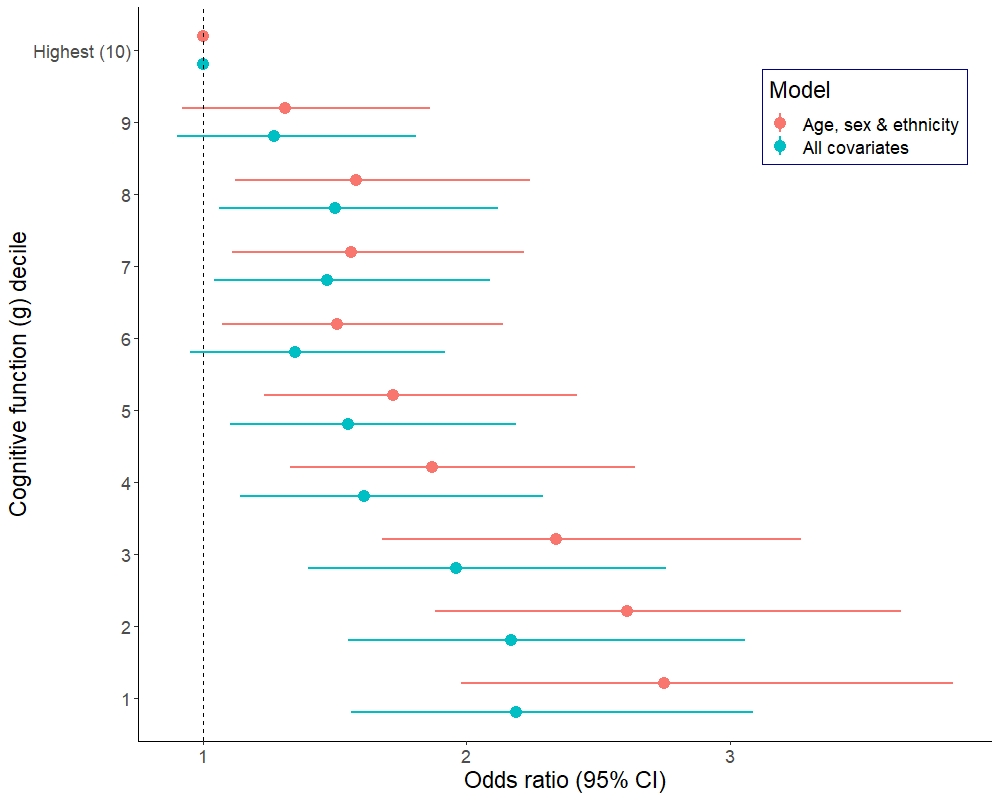 Highest (10)
9
8
7
6
5
4
3
2
1
Cognitive function (g) decile
Model
Age, sex & ethnicity
All covariates
1
2
3
Odds ratio (95% CI)